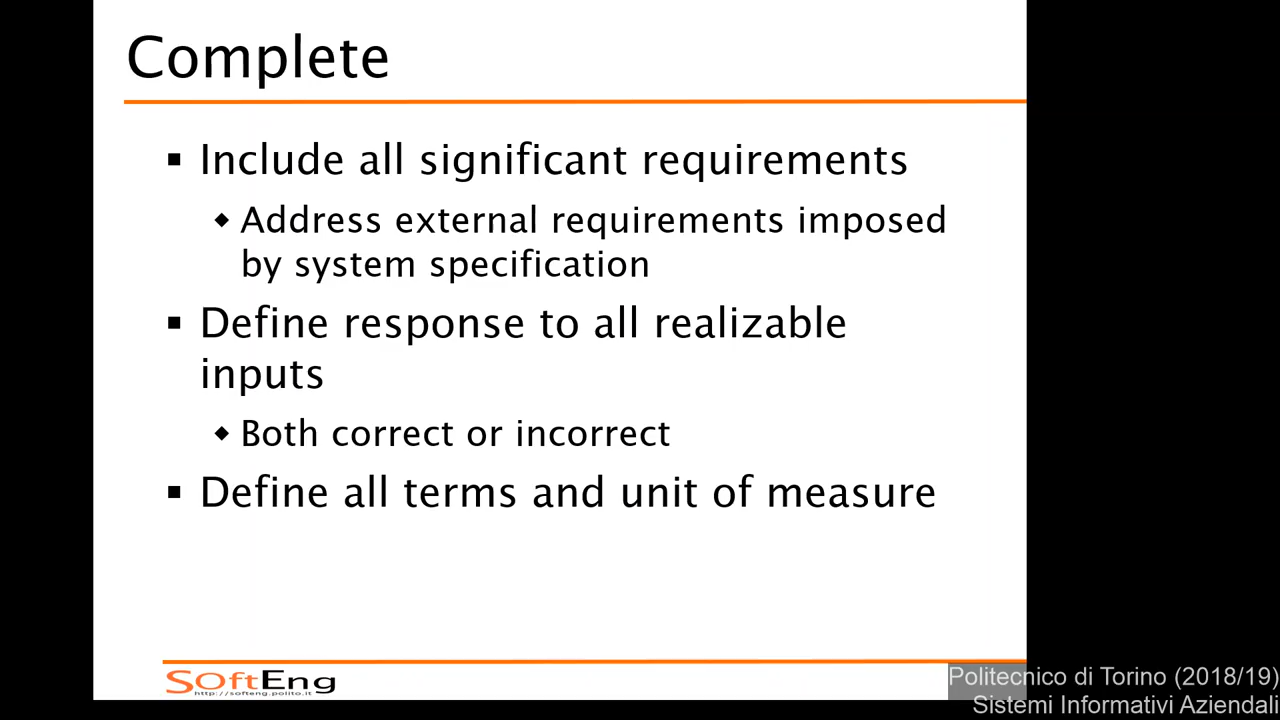 Complete
▪ Include all significant requirements
◆ Address external requirements imposed
by system specification
▪ Define response to all realizable
inputs
◆ Both correct or incorrect
▪ Define all terms and unit of measure
SoftEng
http://softeng.polito.it
Politecnico di Torino (2018/19)
Sistemi Informativi Aziendali